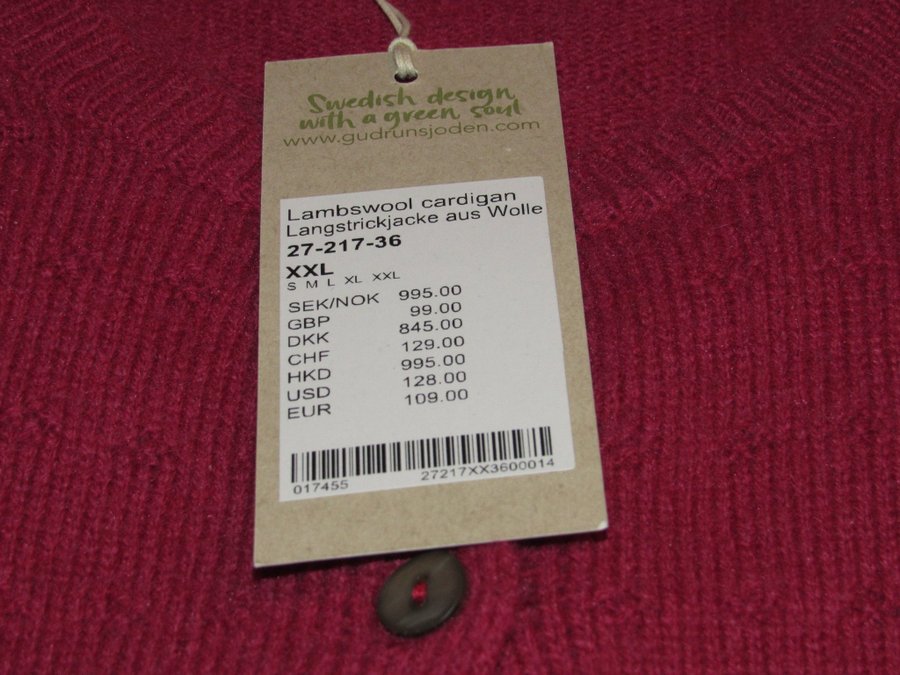 Swedish design
with a green soul
www.gudrunsjoden.com
Lambswool cardigan
Langstrickjacke aus Wolle
27-217-36
XXL
S M L XL XXL
SEK/NOK 995.00
GBP 99.00
DKK 845.00
CHF 129.00
HKD 995.00
USD 128.00
EUR 109.00
017455 27217XX3600014